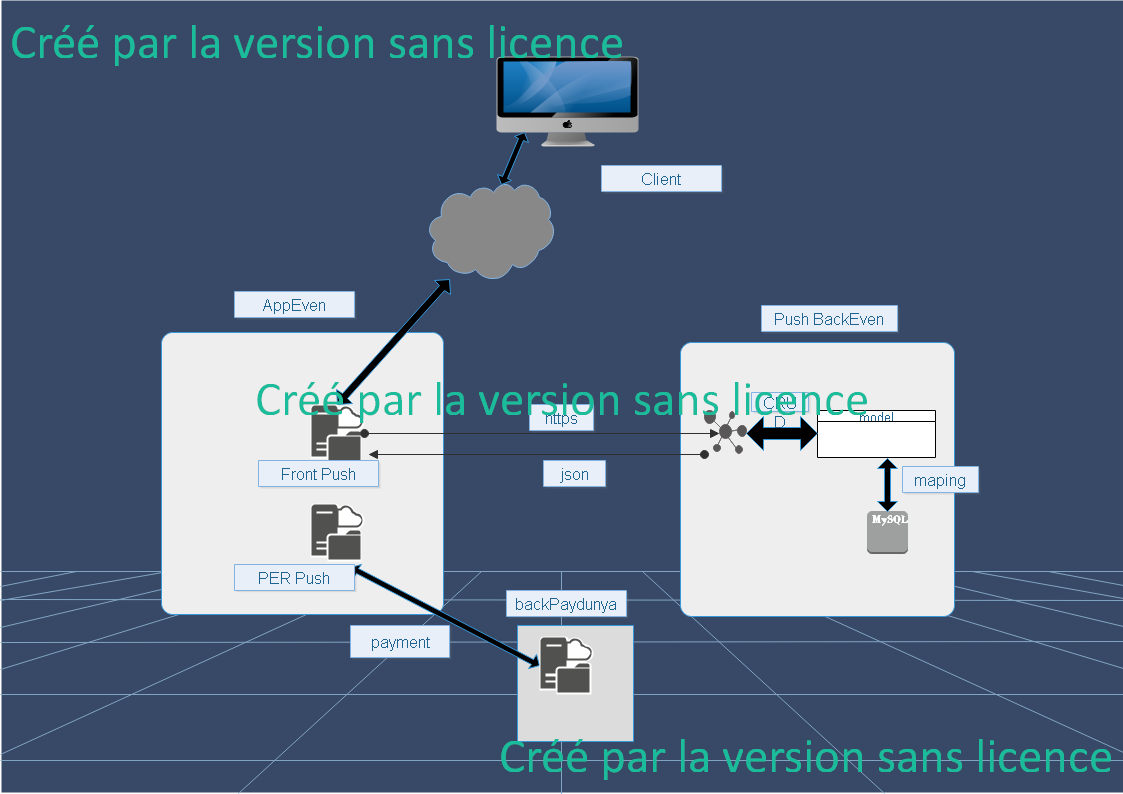 Créé par la version sans licence
Client
AppEven
Push BackEven
Créé par la version sans licence
CRU
D
https
model
Front Push
json
maping
MySQL
PER Push
backPaydunya
payment
Créé par la version sans licence